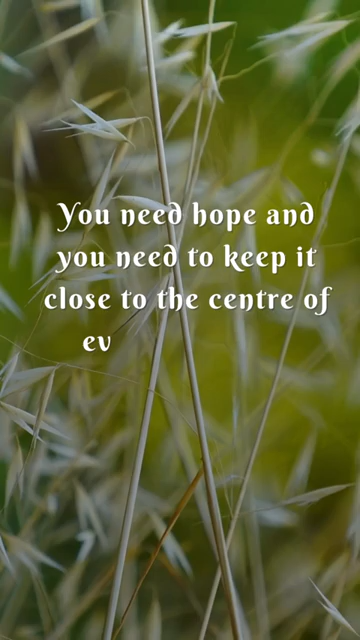 You need hope and
you need to keep it
close to the centre of
ev